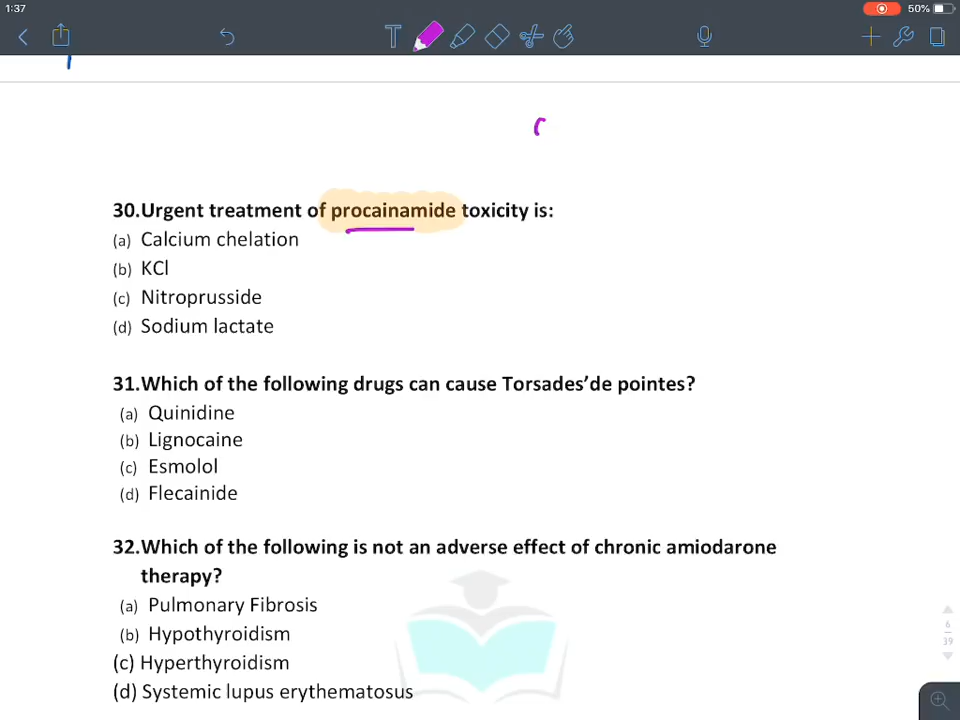 1:37
50%
T
30.Urgent treatment of procainamide toxicity is:
(a) Calcium chelation
(b) KCl
(c) Nitroprusside
(d) Sodium lactate
31.Which of the following drugs can cause Torsades’de pointes?
(a) Quinidine
(b) Lignocaine
(c) Esmolol
(d) Flecainide
32.Which of the following is not an adverse effect of chronic amiodarone
therapy?
(a) Pulmonary Fibrosis
(b) Hypothyroidism
(c) Hyperthyroidism
(d) Systemic lupus erythematosus
6
39